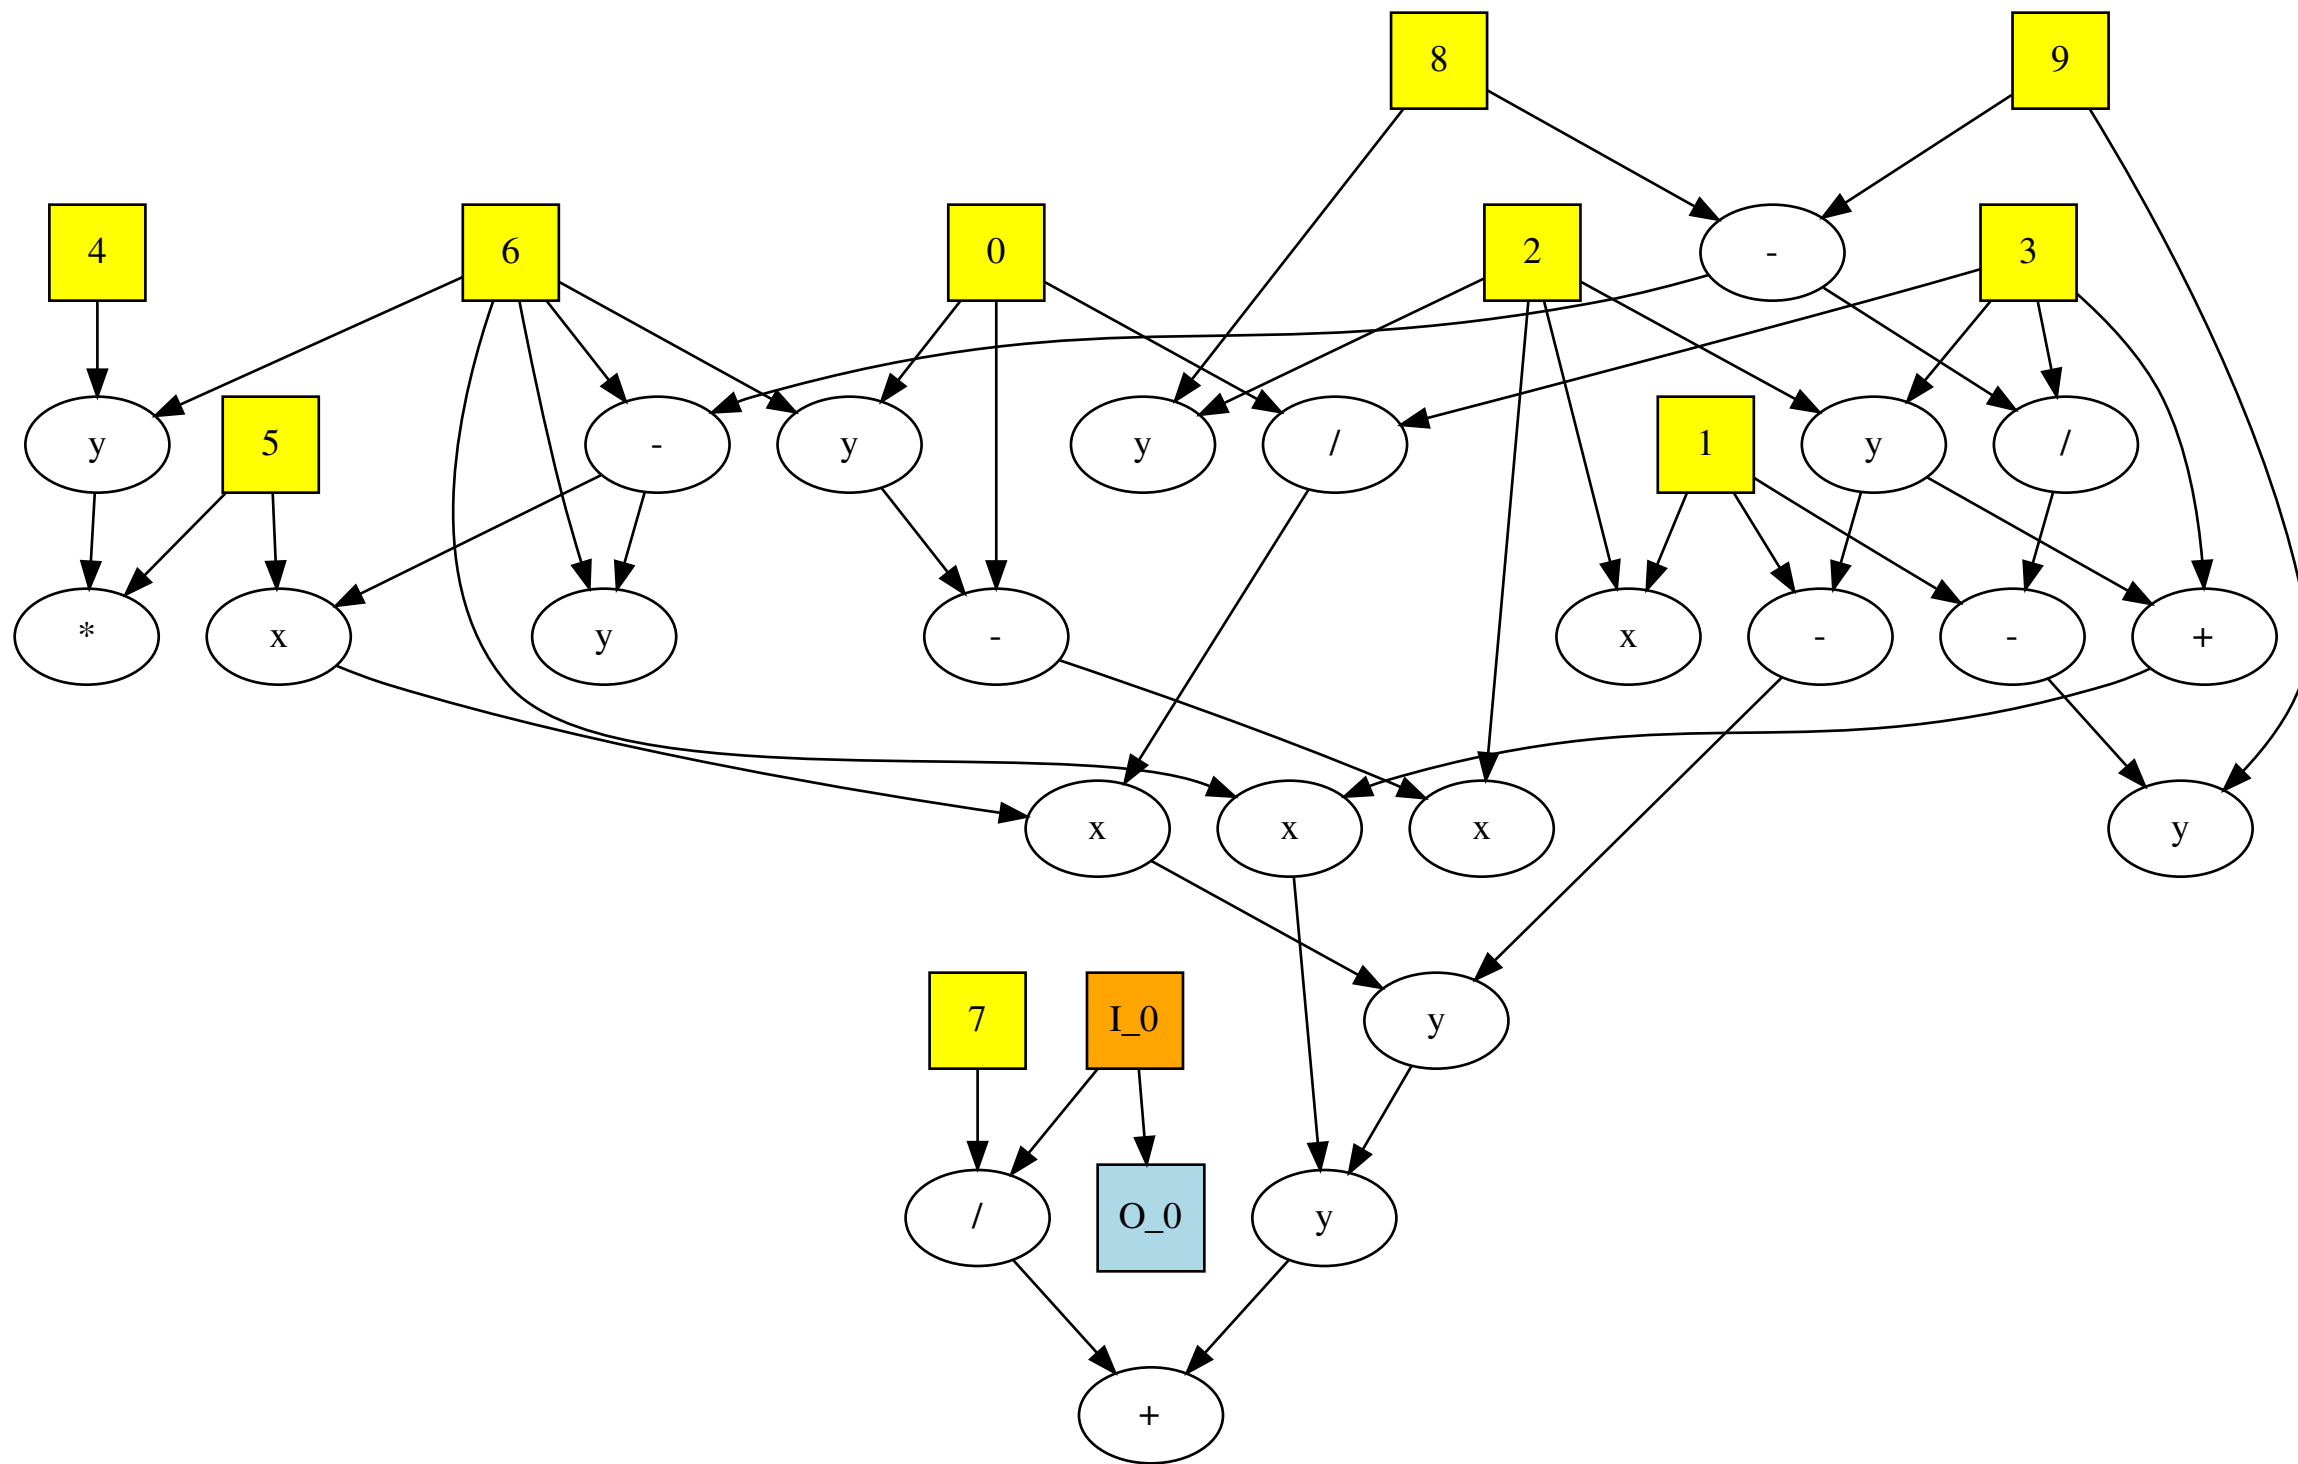 8 9
4 6 0 2 - 3
y 5 - y y / 1 y /
* x y - x - - +
x x x y
7 I_0 y
/ O_0 y
+